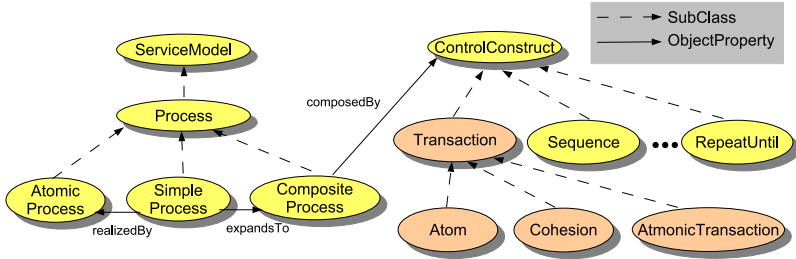 SubClass
ObjectProperty
ServiceModel
ControlConstruct
composedBy
Process
Transaction
Sequence
•••
RepeatUntil
Atomic
Process
Simple
Process
Composite
Process
realizedBy
expandsTo
Atom
Cohesion
AtmonicTransaction